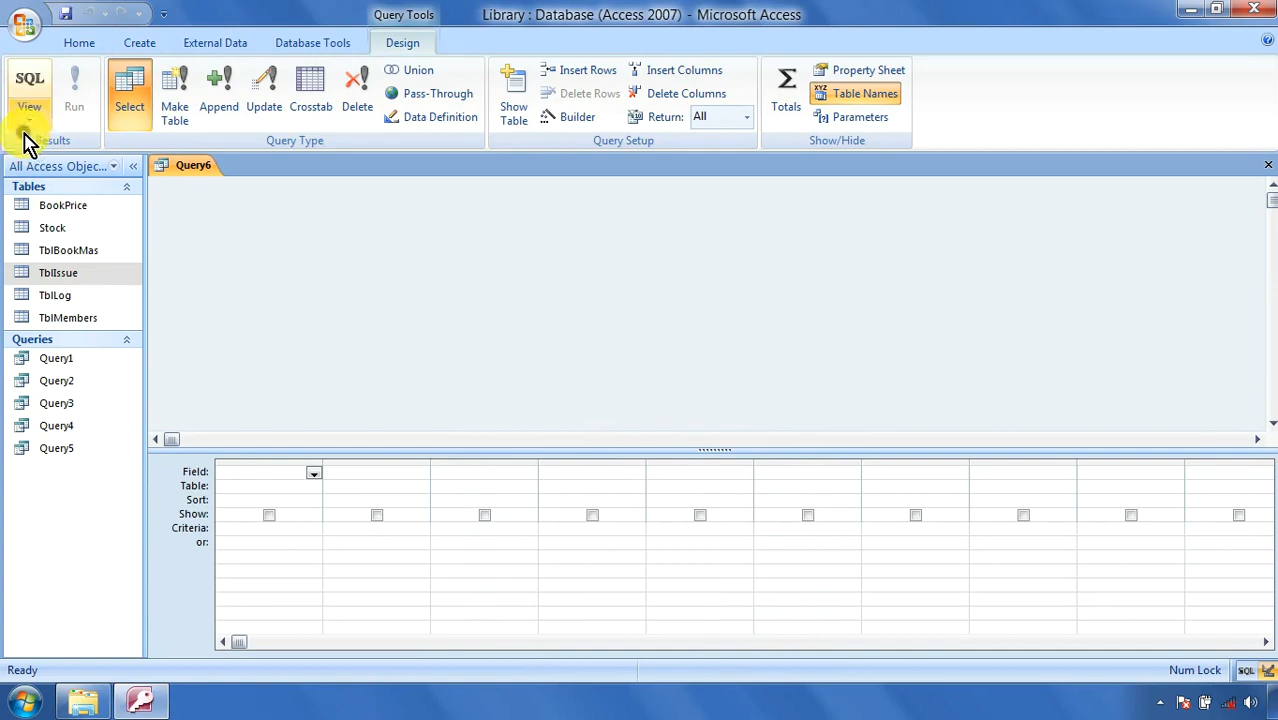 Query Tools
Library : Database (Access 2007) - Microsoft Access
Home
Create
External Data
Database Tools
Design
SQL
View
Run
Select
Make
Table
Append
Update
Crosstab
Delete
Union
Pass-Through
Data Definition
Show
Table
Insert Rows
Delete Rows
Builder
Insert Columns
Delete Columns
Return:
All
Totals
Property Sheet
XYZ
Table Names
Parameters
Query Type
Query Setup
Show/Hide
All Access Objec...
Tables
BookPrice
Stock
TblBookMas
TblIssue
TblLog
TblMembers
Queries
Query1
Query2
Query3
Query4
Query5
Query6
Field:
Table:
Sort:
Show:
Criteria:
or:
Ready
Num Lock
SQL